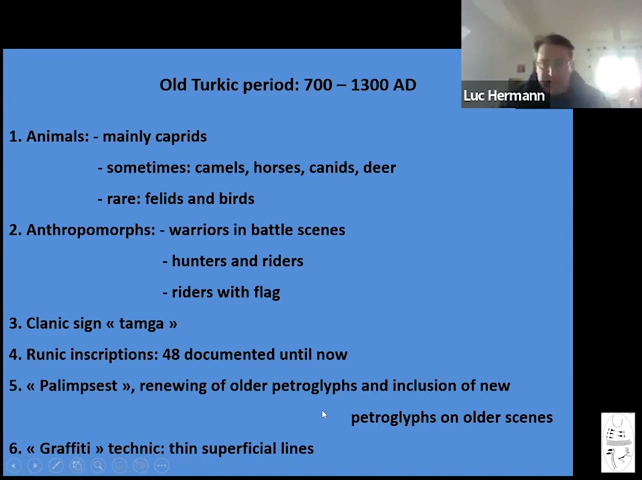 Luc Hermann
Old Turkic period: 700 – 1300 AD
1. Animals: - mainly caprids
- sometimes: camels, horses, canids, deer
- rare: felids and birds
2. Anthropomorphs: - warriors in battle scenes
- hunters and riders
- riders with flag
3. Clanic sign « tamga »
4. Runic inscriptions: 48 documented until now
5. « Palimpsest », renewing of older petroglyphs and inclusion of new
petroglyphs on older scenes
6. « Graffiti » technic: thin superficial lines